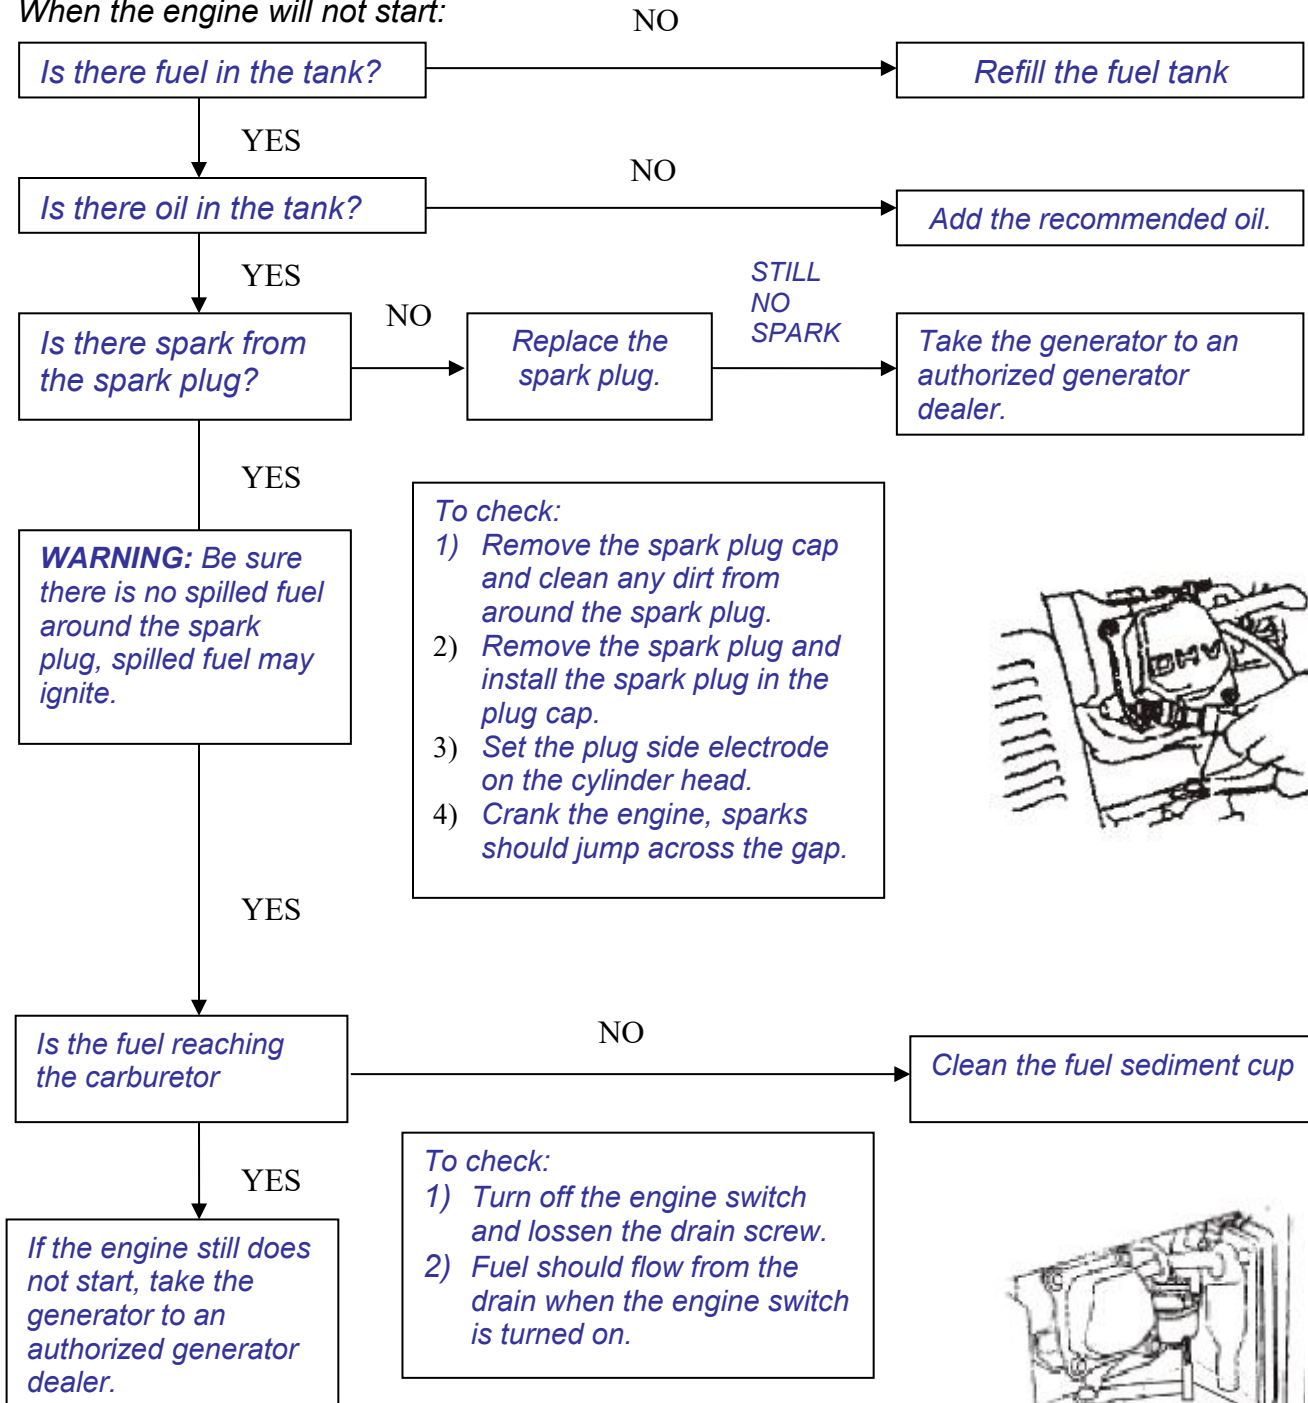 When the engine will not start:
NO
Is there fuel in the tank?
Refill the fuel tank
YES
NO
Is there oil in the tank?
Add the recommended oil.
YES
NO
STILL
NO
SPARK
Is there spark from
the spark plug?
Replace the
spark plug.
Take the generator to an
authorized generator
dealer.
YES
WARNING: Be sure
there is no spilled fuel
around the spark
plug, spilled fuel may
ignite.
To check:
1) Remove the spark plug cap
and clean any dirt from
around the spark plug.
2) Remove the spark plug and
install the spark plug in the
plug cap.
3) Set the plug side electrode
on the cylinder head.
4) Crank the engine, sparks
should jump across the gap.
OHV
YES
Is the fuel reaching
the carburetor
NO
Clean the fuel sediment cup
YES
To check:
1) Turn off the engine switch
and lossen the drain screw.
2) Fuel should flow from the
drain when the engine switch
is turned on.
If the engine still does
not start, take the
generator to an
authorized generator
dealer.